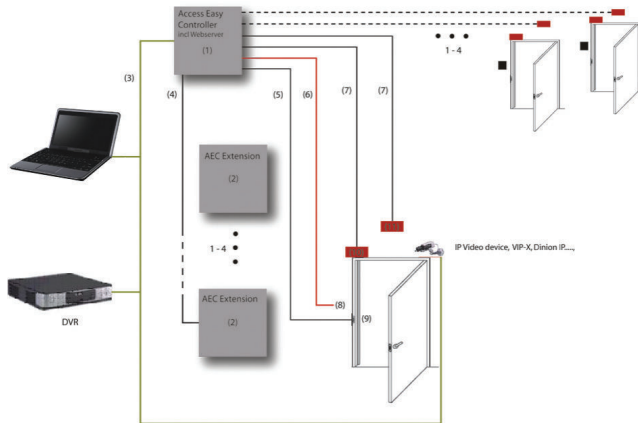 Access Easy
Controller
incl Webserver
(1)
1 - 4
(3)
(4)
(5)
(6)
(7)
(7)
AEC Extension
(2)
1 - 4
AEC Extension
(2)
IP Video device, VIP-X, Dinion IP....,
(8)
(9)
DVR